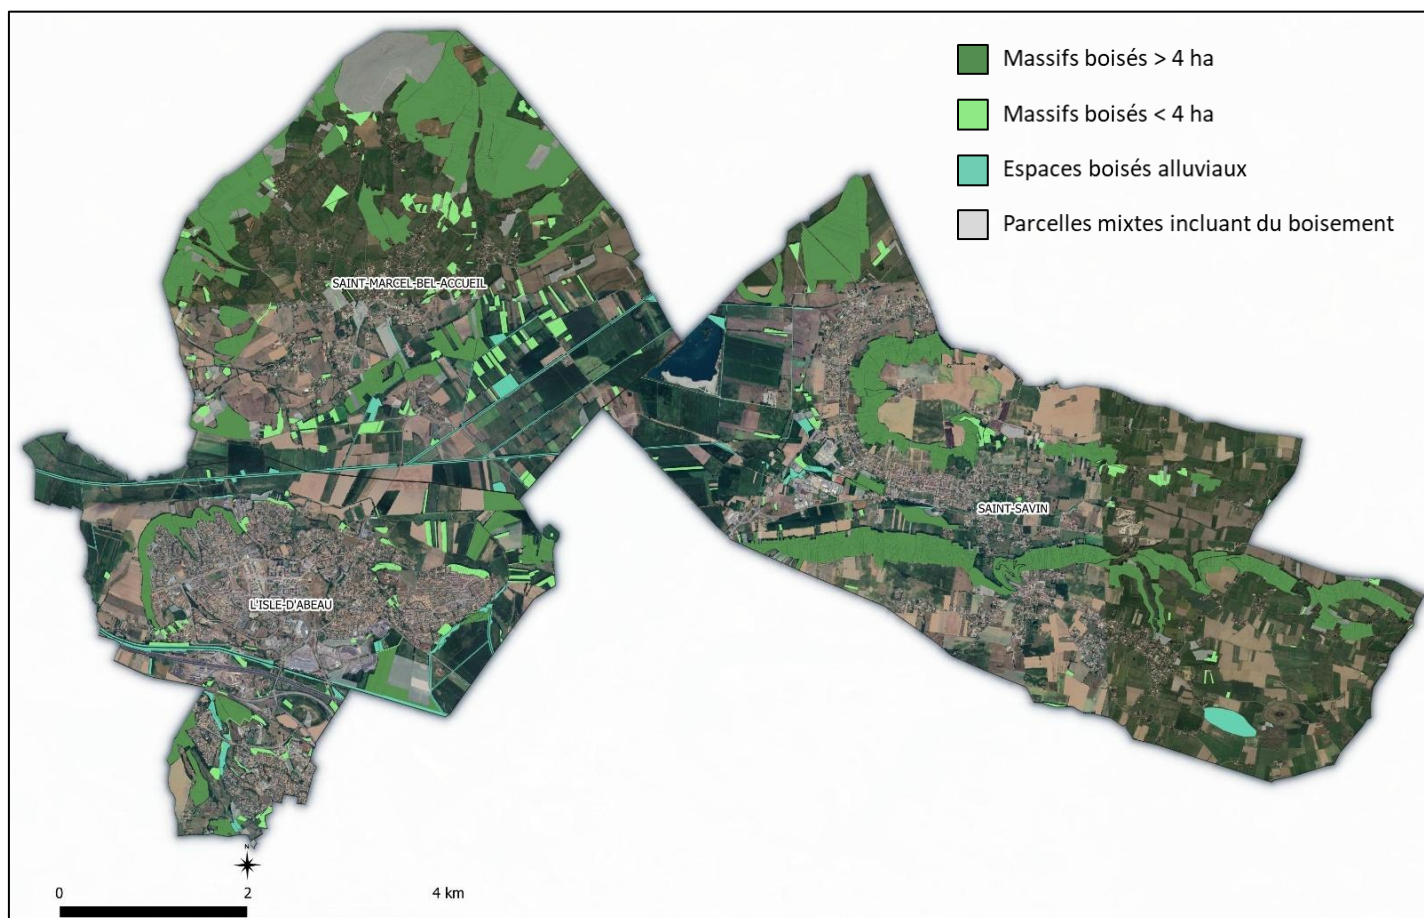 Massifs boisés > 4 ha
Massifs boisés < 4 ha
Espaces boisés alluviaux
Parcelles mixtes incluant du boisement
SAINT-MARCEL-BEL-ACCUEIL
SAINT-SAVIN
L'ISLE-D'ABEAU
N
0 2 4 km